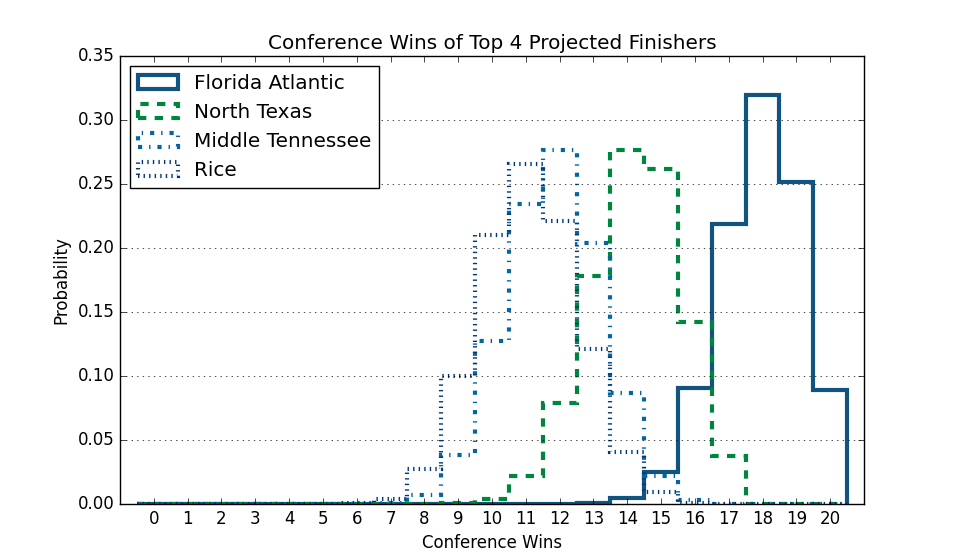 Conference Wins of Top 4 Projected Finishers
0.35
0.30
0.25
0.20
0.15
0.10
0.05
0.00
Probability
Florida Atlantic
North Texas
Middle Tennessee
Rice
0 1 2 3 4 5 6 7 8 9 10 11 12 13 14 15 16 17 18 19 20
Conference Wins